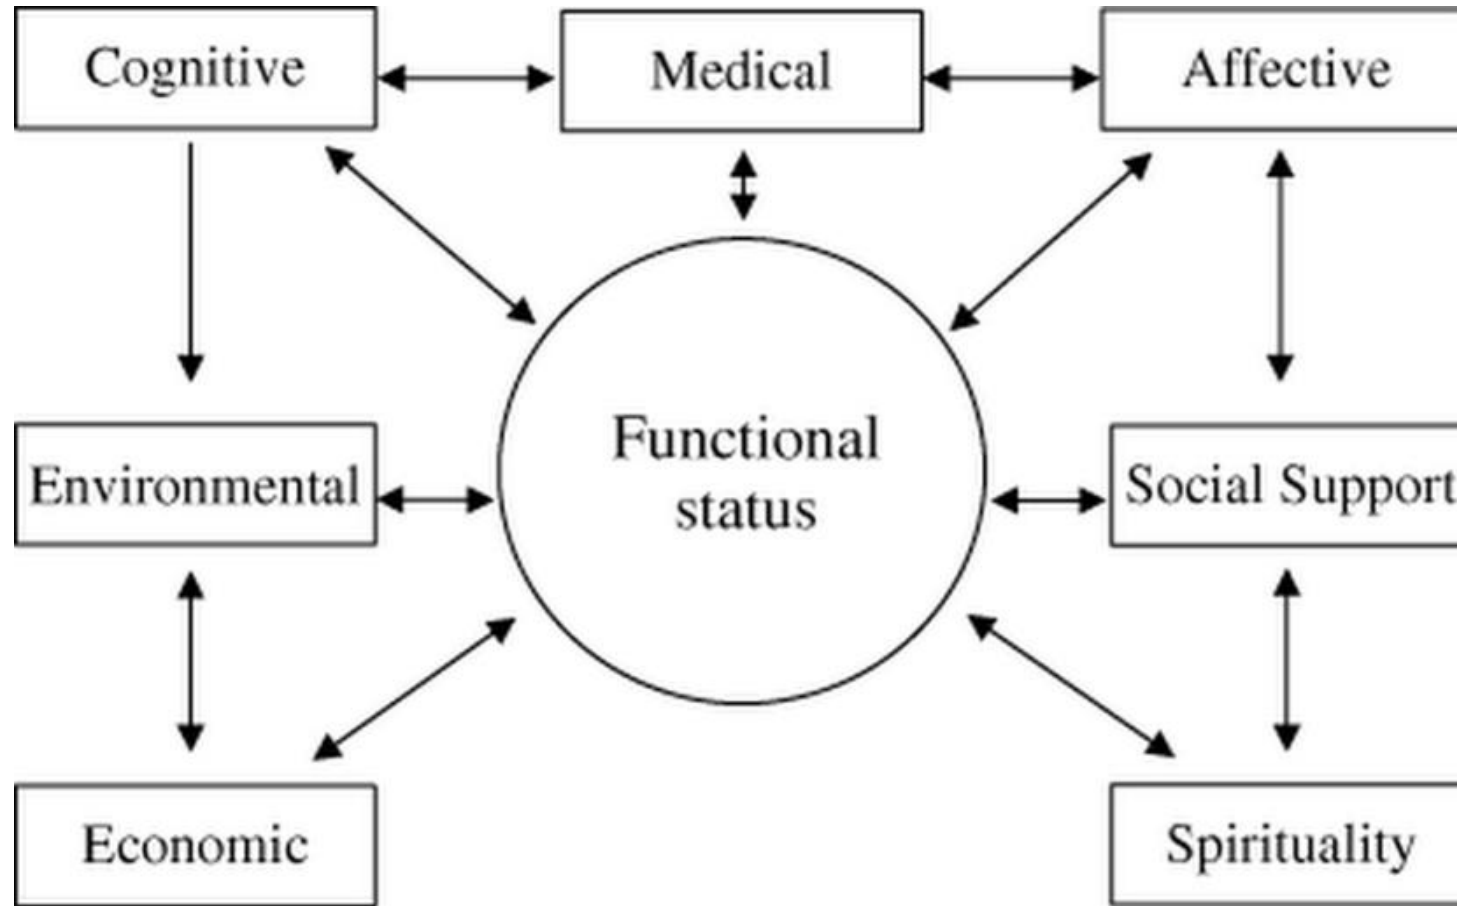 Cognitive
Medical
Affective
Functional
status
Environmental
Social Support
Economic
Spirituality